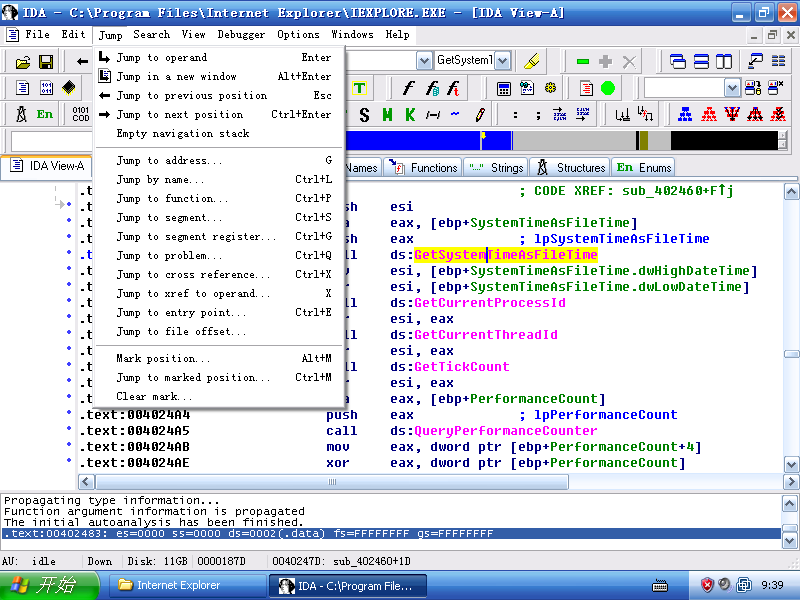 IDA - C:\Program Files\Internet Explorer\IEXPLORE.EXE - [IDA View-A]
File Edit Jump Search View Debugger Options Windows Help
GetSystemT
En
0101
CODE
T
S M K
IDA View-A
Names Functions Strings Structures En Enums
Jump to operand Enter
Jump in a new window Alt+Enter
Jump to previous position Esc
Jump to next position Ctrl+Enter
Empty navigation stack
Jump to address... G
Jump by name... Ctrl+L
Jump to function... Ctrl+P
Jump to segment... Ctrl+S
Jump to segment register... Ctrl+G
Jump to problem... Ctrl+Q
Jump to cross reference... Ctrl+X
Jump to xref to operand... X
Jump to entry point... Ctrl+E
Jump to file offset...
Mark position... Alt+M
Jump to marked position... Ctrl+M
Clear mark...
; CODE XREF: sub_402460+F↑j
esi
eax, [ebp+SystemTimeAsFileTime]
eax ; lpSystemTimeAsFileTime
ds:GetSystemTimeAsFileTime
esi, [ebp+SystemTimeAsFileTime.dwHighDateTime]
esi, [ebp+SystemTimeAsFileTime.dwLowDateTime]
ds:GetCurrentProcessId
esi, eax
ds:GetCurrentThreadId
esi, eax
ds:GetTickCount
esi, eax
eax, [ebp+PerformanceCount]
.text:004024A4 push eax ; lpPerformanceCount
.text:004024A5 call ds:QueryPerformanceCounter
.text:004024AB mov eax, dword ptr [ebp+PerformanceCount+4]
.text:004024AE xor eax, dword ptr [ebp+PerformanceCount]
Propagating type information...
Function argument information is propagated
The initial autoanalysis has been finished.
.text:00402483: es=0000 ss=0000 ds=0002(.data) fs=FFFFFFFF gs=FFFFFFFF
AU: idle Down Disk: 11GB 0000187D 0040247D: sub_402460+1D
开始 Internet Explorer IDA - C:\Program File... 9:39